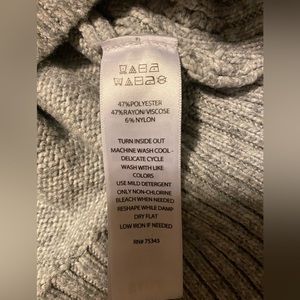 47%POLYESTER
47%RAYON/VISCOSE
6% NYLON
TURN INSIDE OUT
MACHINE WASH COOL -
DELICATE CYCLE
WASH WITH LIKE
COLORS
USE MILD DETERGENT
ONLY NON-CHLORINE
BLEACH WHEN NEEDED
RESHAPE WHILE DAMP
DRY FLAT
LOW IRON IF NEEDED
RN# 75343